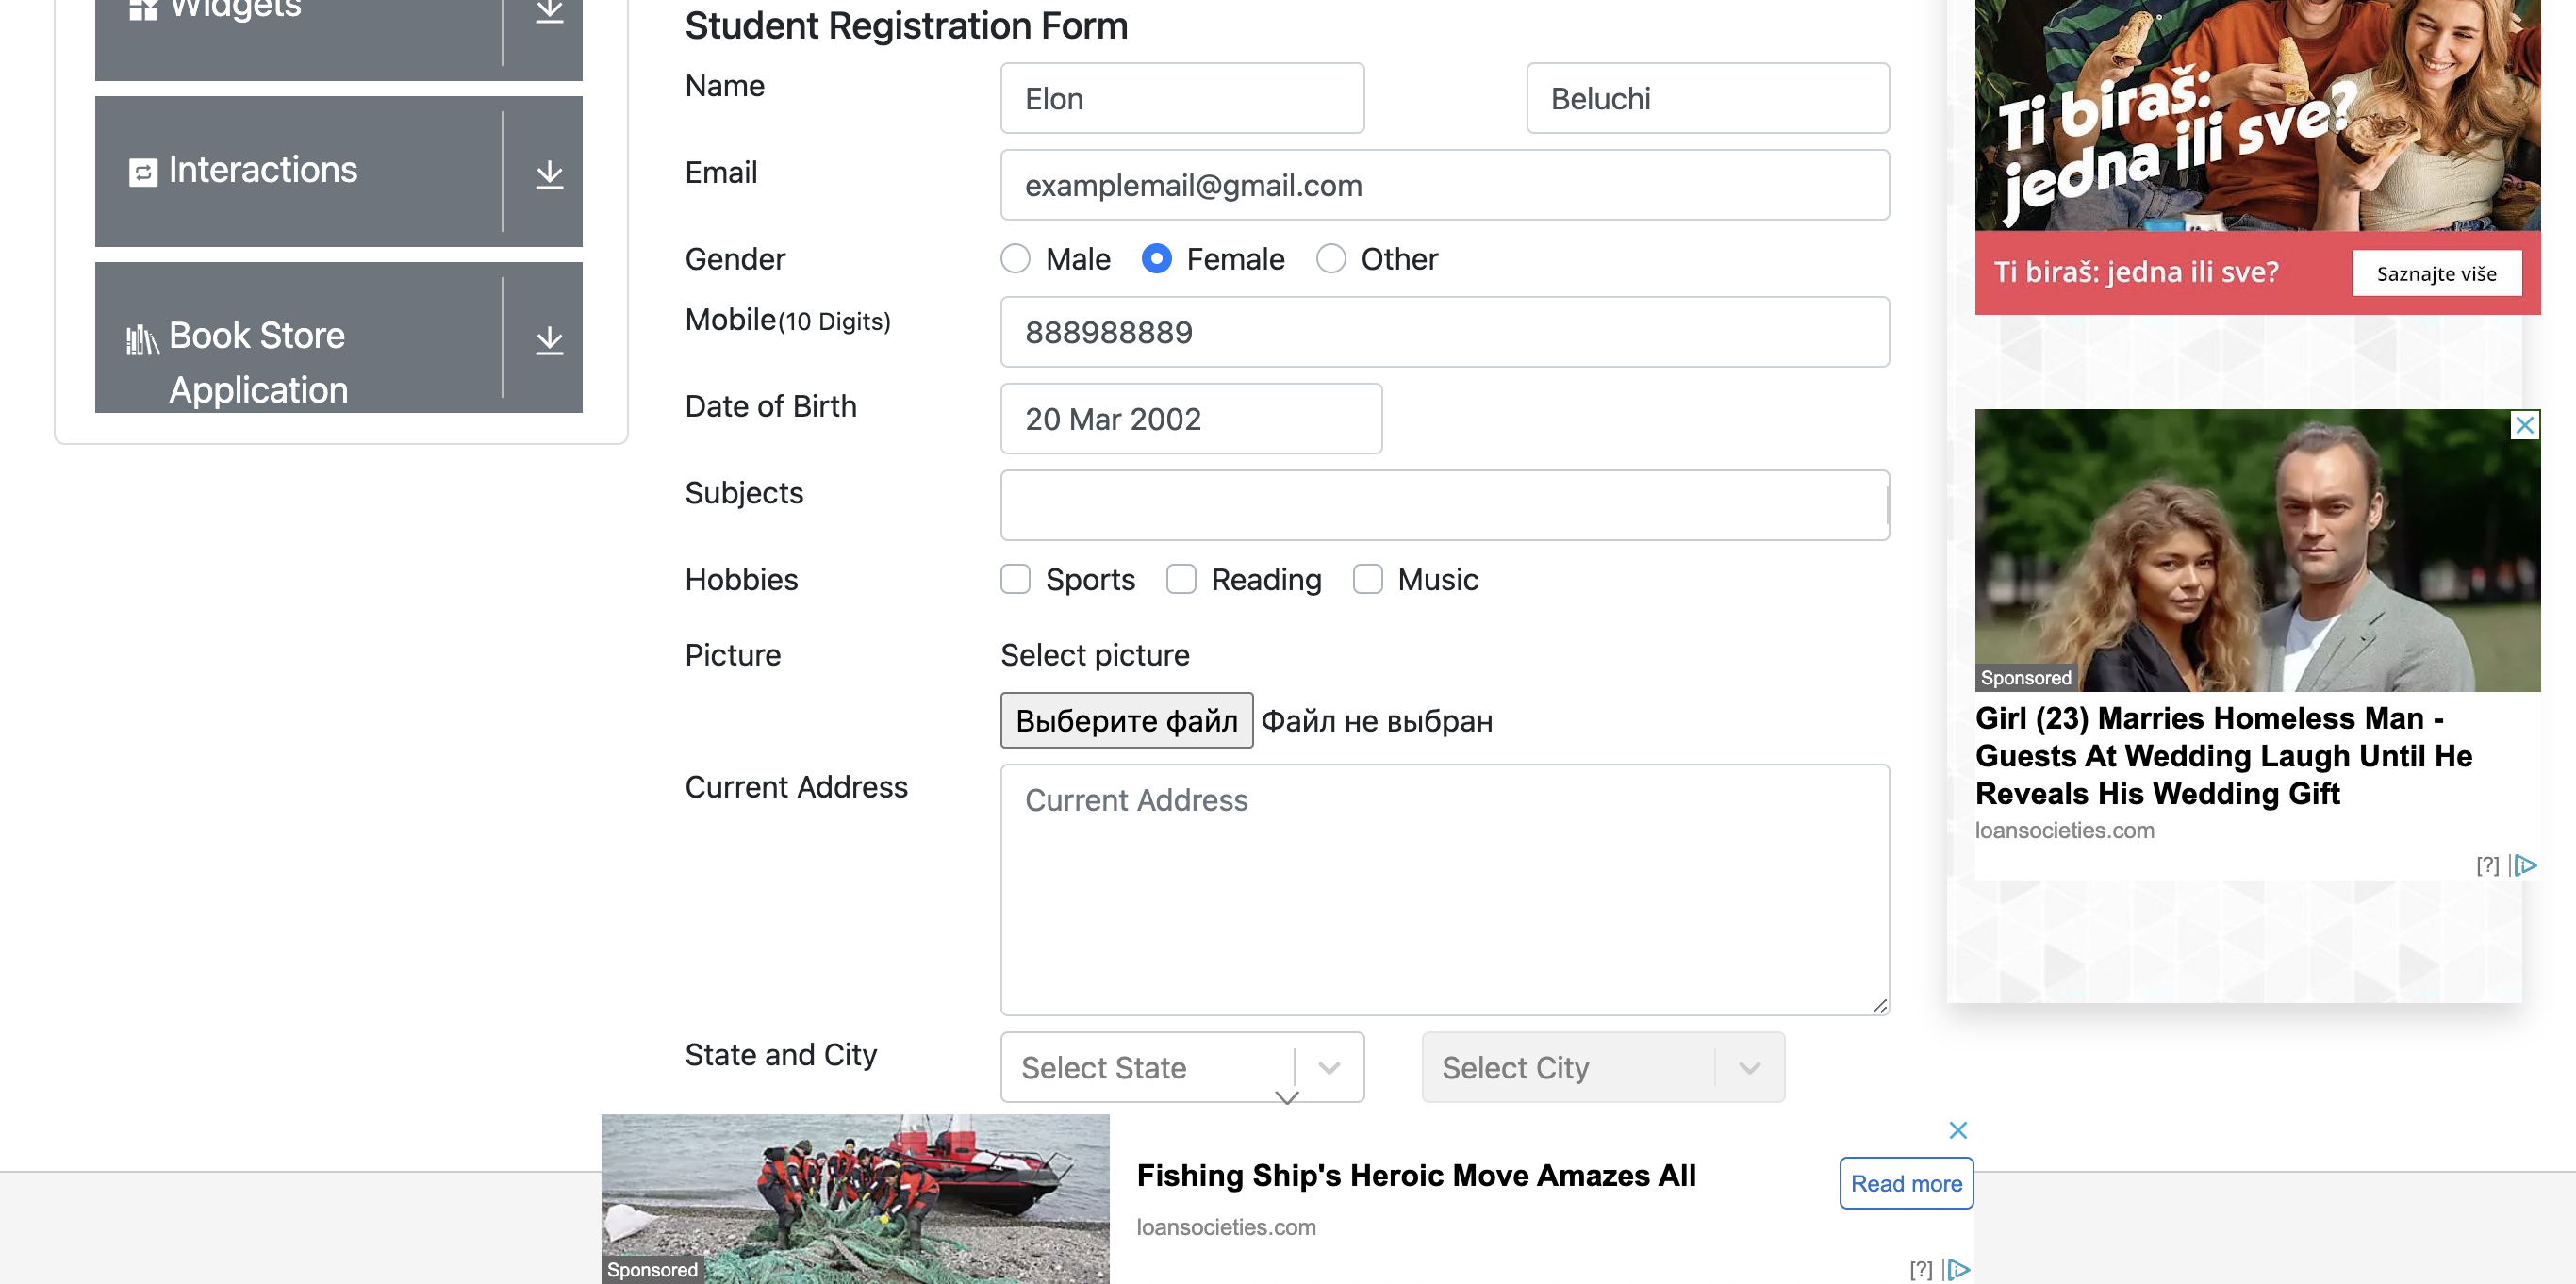 Widgets
Interactions
Book Store
Application
Student Registration Form
Name
Elon
Beluchi
Email
examplemail@gmail.com
Gender
Male
Female
Other
Mobile(10 Digits)
888988889
Date of Birth
20 Mar 2002
Subjects
Hobbies
Sports
Reading
Music
Picture
Select picture
Выберите файл
Файл не выбран
Current Address
Current Address
State and City
Select State
Select City
Ti biraš:
jedna ili sve?
Ti biraš: jedna ili sve?
Saznajte više
Sponsored
Girl (23) Marries Homeless Man -
Guests At Wedding Laugh Until He
Reveals His Wedding Gift
loansocieties.com
[?]
Sponsored
Fishing Ship's Heroic Move Amazes All
loansocieties.com
Read more
[?]